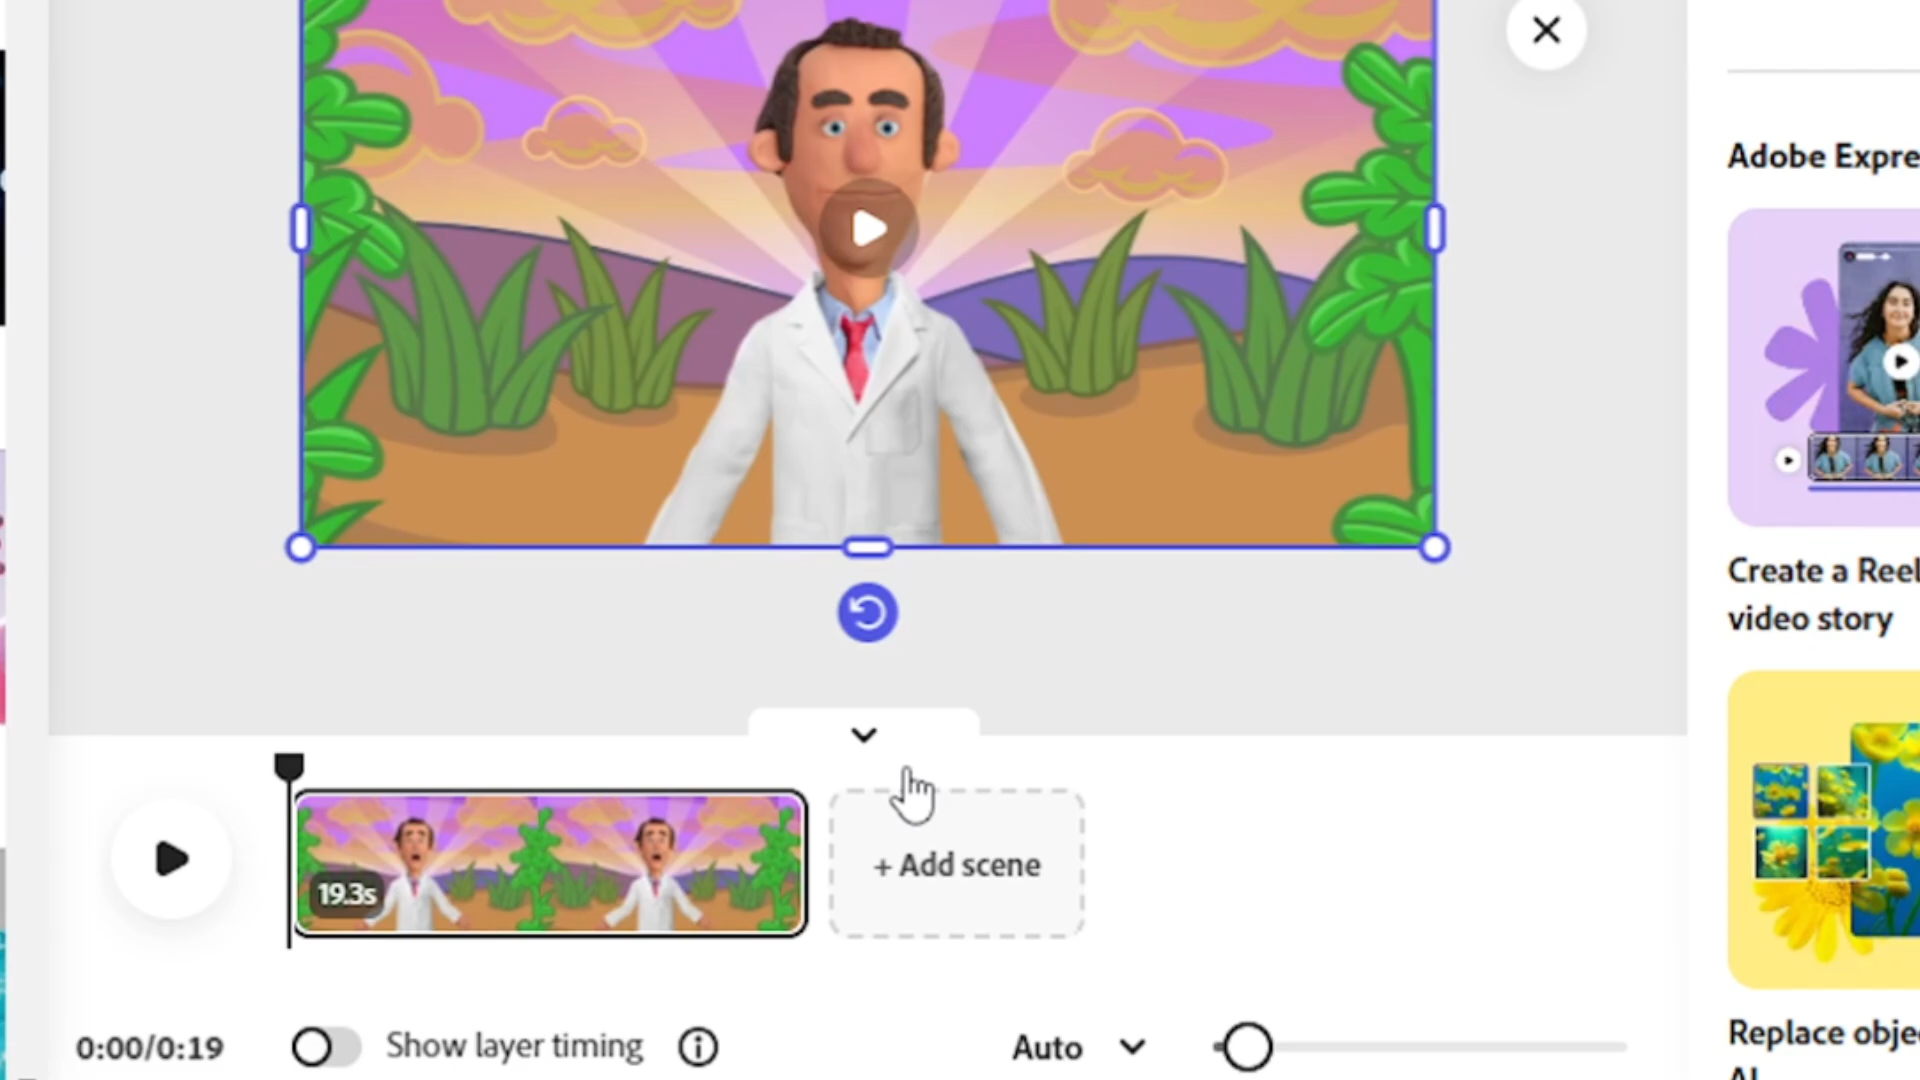 Adobe Expre
Create a Reel
video story
+ Add scene
19.3s
0:00/0:19
Show layer timing
Auto
Replace obje
AI